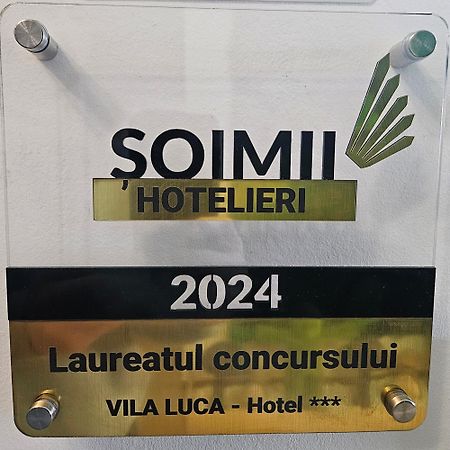 ȘOIMII
HOTELIERI
2024
Laureatul concursului
VILA LUCA - Hotel ***